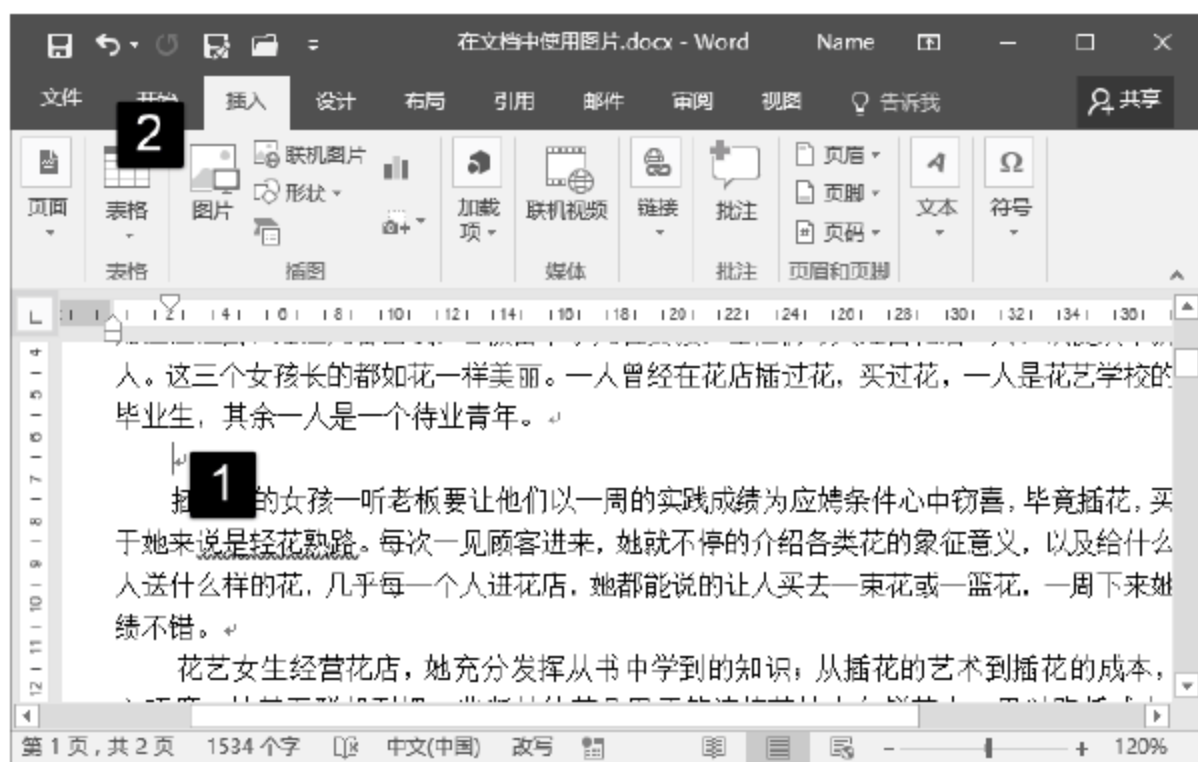 在文档中使用图片.docx - Word Name
文件 插入 设计 布局 引用 邮件 审阅 视图 告诉我 共享
2
页面 表格 图片 联机图片 形状 加载项 联机视频 链接 批注 页眉 页脚 页码 文本 符号
表格 插图 媒体 批注 页眉和页脚
人。这三个女孩长的都如花一样美丽。一人曾经在花店插过花，买过花，一人是花艺学校的
毕业生，其余一人是一个待业青年。
1
的女孩一听老板要让他们以一周的实践成绩为应娉条件心中窃喜，毕竟插花，买
于她来说是轻花熟路。每次一见顾客进来，她就不停的介绍各类花的象征意义，以及给什么
人送什么样的花，几乎每一个人进花店，她都能说的让人买去一束花或一篮花，一周下来她
绩不错。
花艺女生经营花店，她充分发挥从书中学到的知识；从插花的艺术到插花的成本，
第1页，共2页 1534个字 中文(中国) 改写 120%